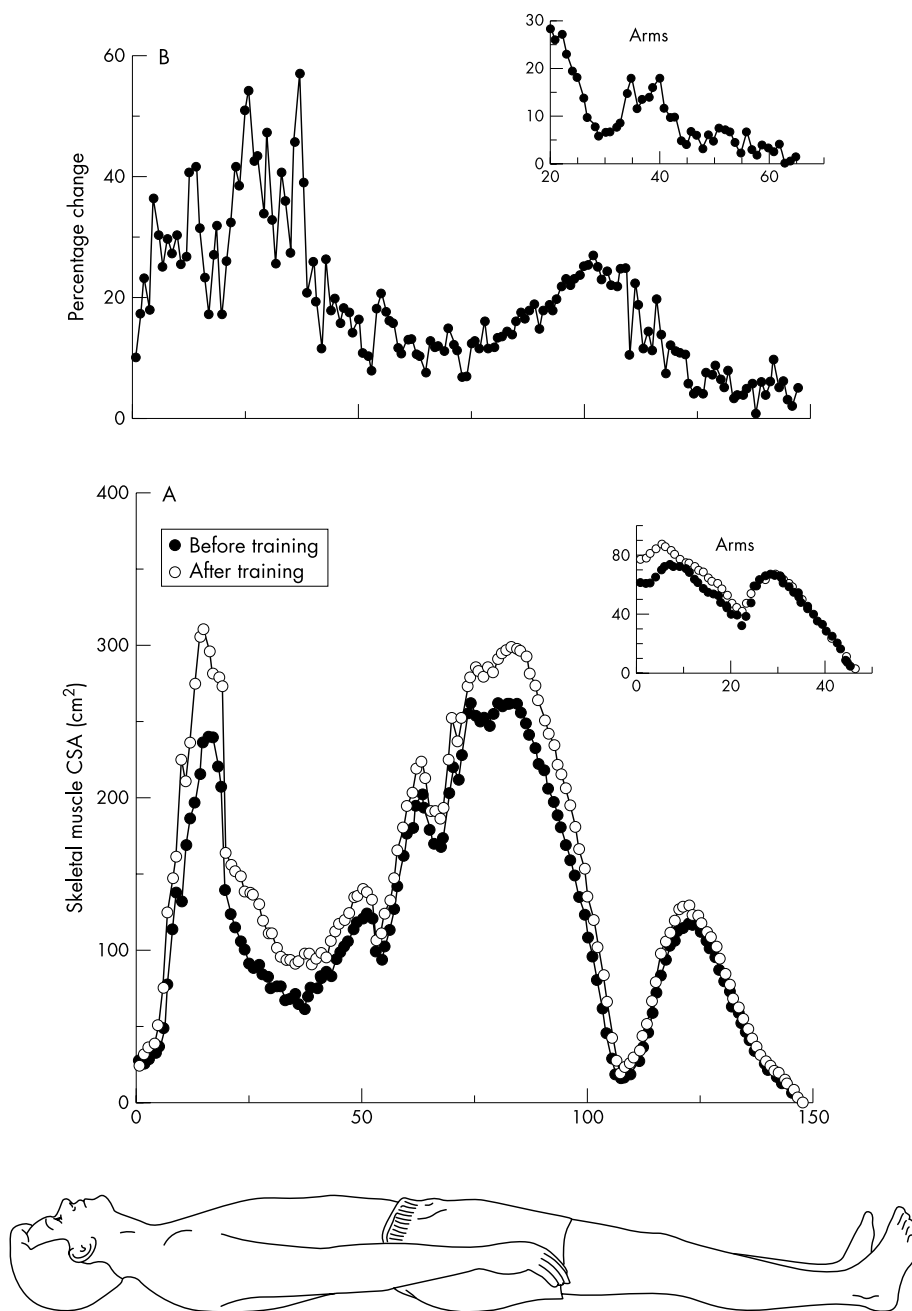 B
Percentage change
60
40
20
0
Arms
30
20
10
0
20 40 60
A
Skeletal muscle CSA (cm²)
400
300
200
100
0
0 50 100 150
Before training
After training
Arms
80
40
0
0 20 40